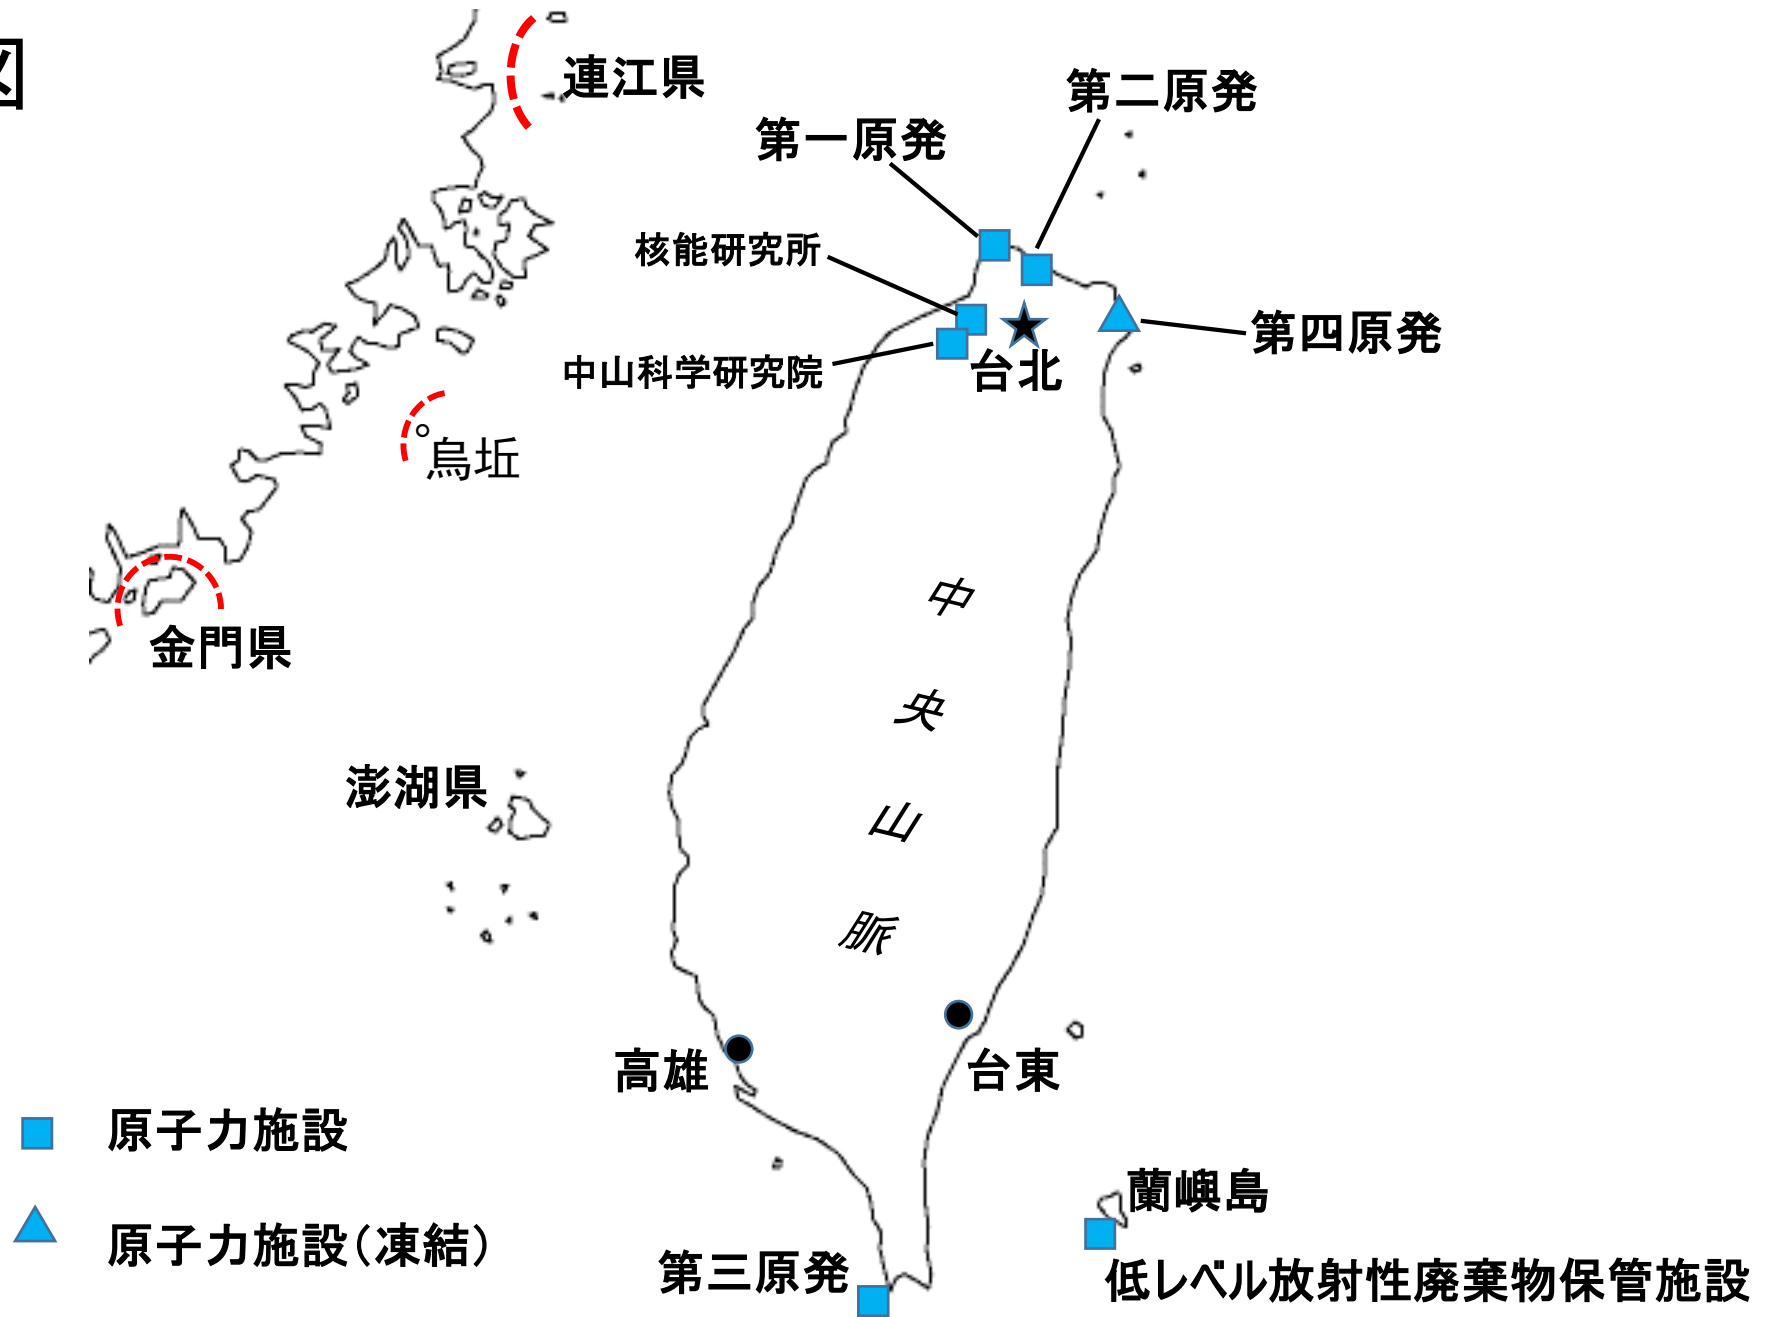 図
連江県
第二原発
第一原発
核能研究所
第四原発
中山科学研究院
台北
烏坵
中央山脈
金門県
澎湖県
高雄
台東
原子力施設
蘭嶼島
原子力施設（凍結）
第三原発
低レベル放射性廃棄物保管施設